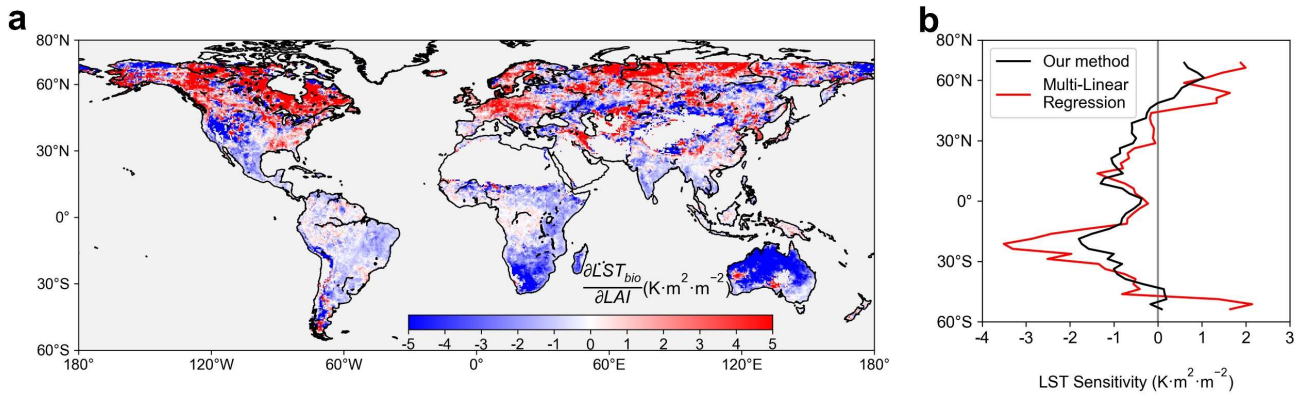 a
80°N
60°N
30°N
0°
30°S
60°S
180°
120°W
60°W
0°
60°E
120°E
180°
∂LST_bio
∂LAI
(K·m²·m⁻²)
-5
-4
-3
-2
-1
0
1
2
3
4
5
b
Our method
Multi-Linear
Regression
80°N
60°N
30°N
0°
30°S
60°S
-4
-3
-2
-1
0
1
2
3
LST Sensitivity (K·m²·m⁻²)